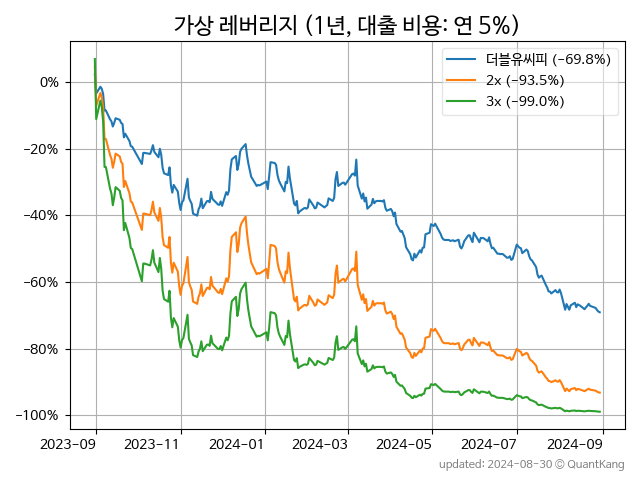 가상 레버리지 (1년, 대출 비용: 연 5%)
더블유씨피 (−69.8%)
2x (−93.5%)
3x (−99.0%)
0%
−20%
−40%
−60%
−80%
−100%
2023-09 2023-11 2024-01 2024-03 2024-05 2024-07 2024-09
updated: 2024-08-30 © QuantKang